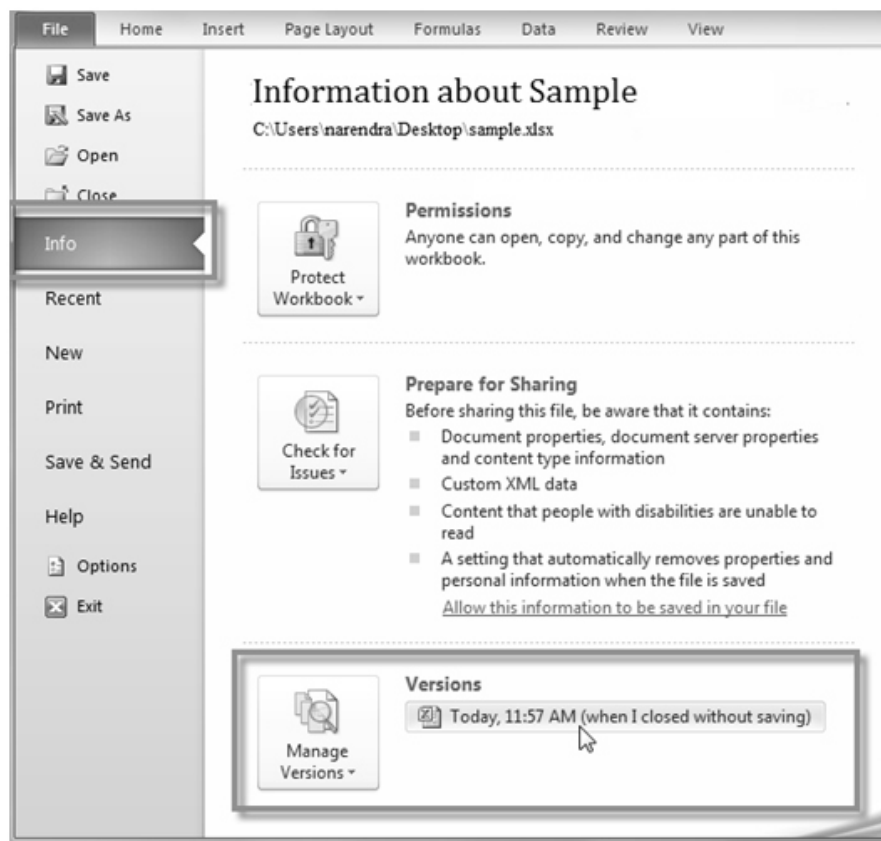 File Home Insert Page Layout Formulas Data Review View
Save
Save As
Open
Close
Info
Recent
New
Print
Save & Send
Help
Options
Exit
Information about Sample
C:\Users\narendra\Desktop\sample.xlsx
Protect
Workbook
Permissions
Anyone can open, copy, and change any part of this
workbook.
Check for
Issues
Prepare for Sharing
Before sharing this file, be aware that it contains:
Document properties, document server properties
and content type information
Custom XML data
Content that people with disabilities are unable to
read
A setting that automatically removes properties and
personal information when the file is saved
Allow this information to be saved in your file
Manage
Versions
Versions
Today, 11:57 AM (when I closed without saving)